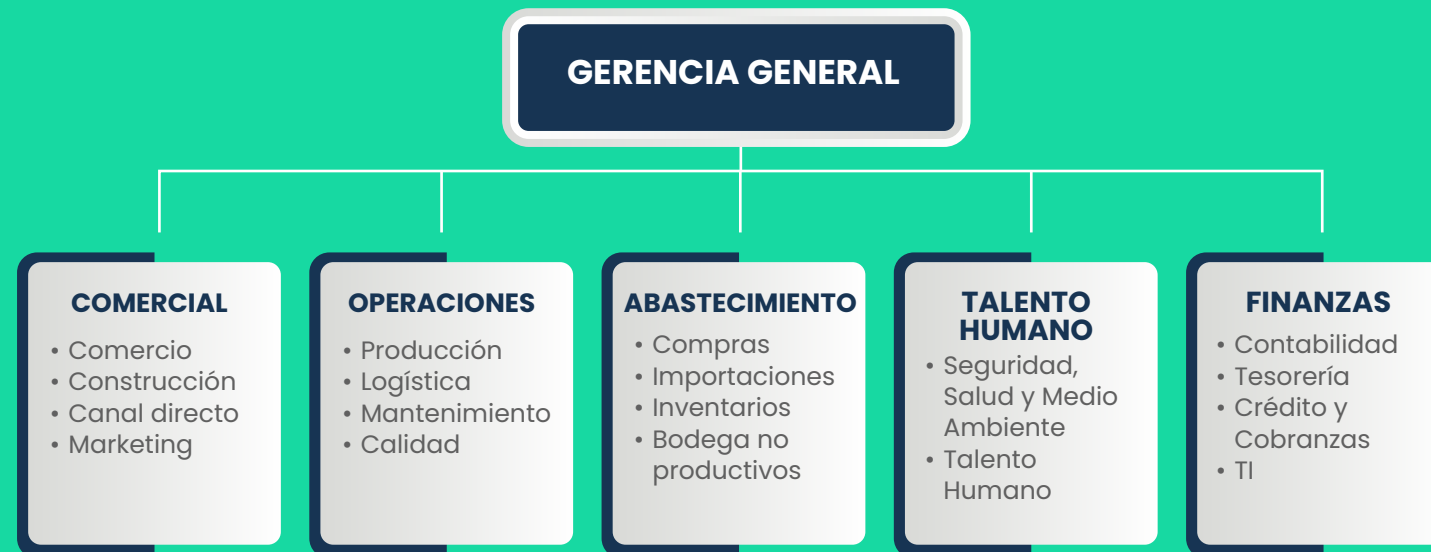 GERENCIA GENERAL
COMERCIAL
• Comercio
• Construcción
• Canal directo
• Marketing
OPERACIONES
• Producción
• Logística
• Mantenimiento
• Calidad
ABASTECIMIENTO
• Compras
• Importaciones
• Inventarios
• Bodega no
productivos
TALENTO
HUMANO
• Seguridad,
Salud y Medio
Ambiente
• Talento
Humano
FINANZAS
• Contabilidad
• Tesorería
• Crédito y
Cobranzas
• TI